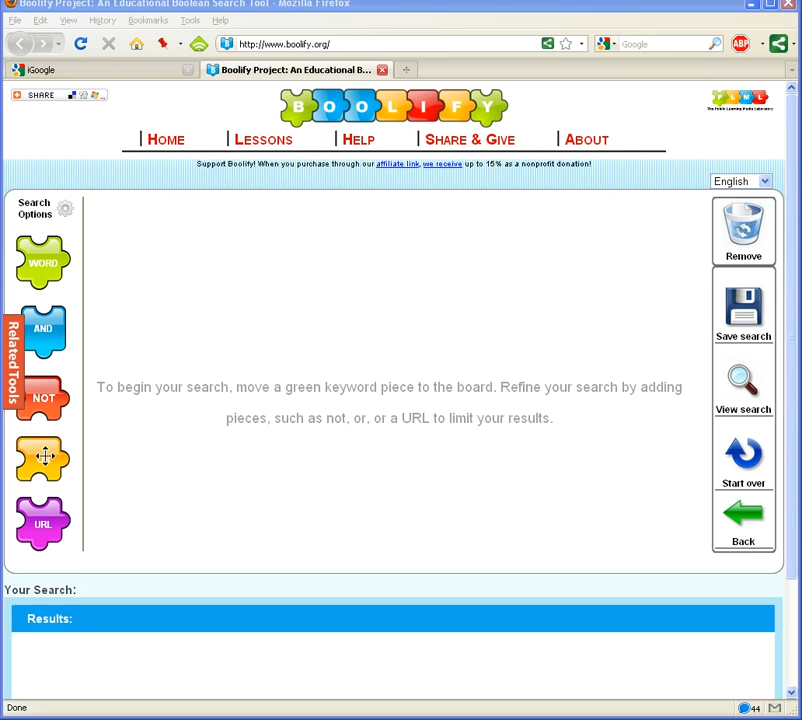 Boolify Project: An Educational Boolean Search Tool - Mozilla Firefox
File Edit View History Bookmarks Tools Help
http://www.boolify.org/
Google
ABP
iGoogle
Boolify Project: An Educational B...
SHARE
BOOLIFY
HOME LESSONS HELP SHARE & GIVE ABOUT
Support Boolify! When you purchase through our affiliate link, we receive up to 15% as a nonprofit donation!
English
Search
Options
WORD
AND
NOT
URL
Related Tools
To begin your search, move a green keyword piece to the board. Refine your search by adding
pieces, such as not, or, or a URL to limit your results.
Remove
Save search
View search
Start over
Back
Your Search:
Results:
Done
44